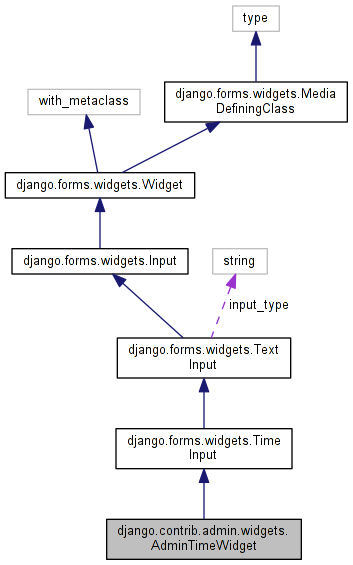 type
django.forms.widgets.Media
DefiningClass
with_metaclass
django.forms.widgets.Widget
django.forms.widgets.Input
string
input_type
django.forms.widgets.Text
Input
django.forms.widgets.Time
Input
django.contrib.admin.widgets.
AdminTimeWidget